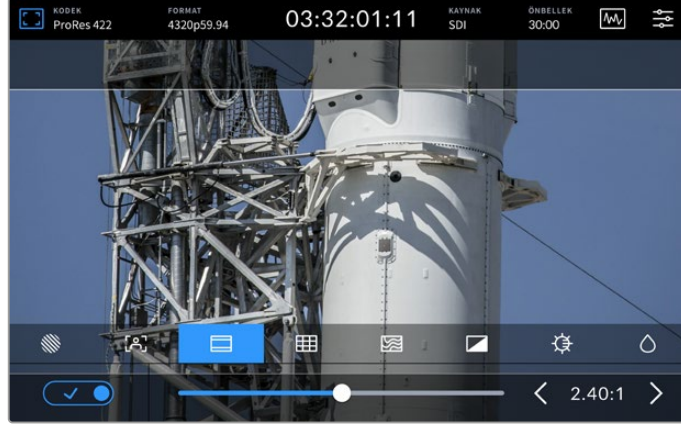 KODEK
ProRes 422
FORMAT
4320p59.94
03:32:01:11
KAYNAK
SDI
ÖNBELLEK
30:00
2.40:1